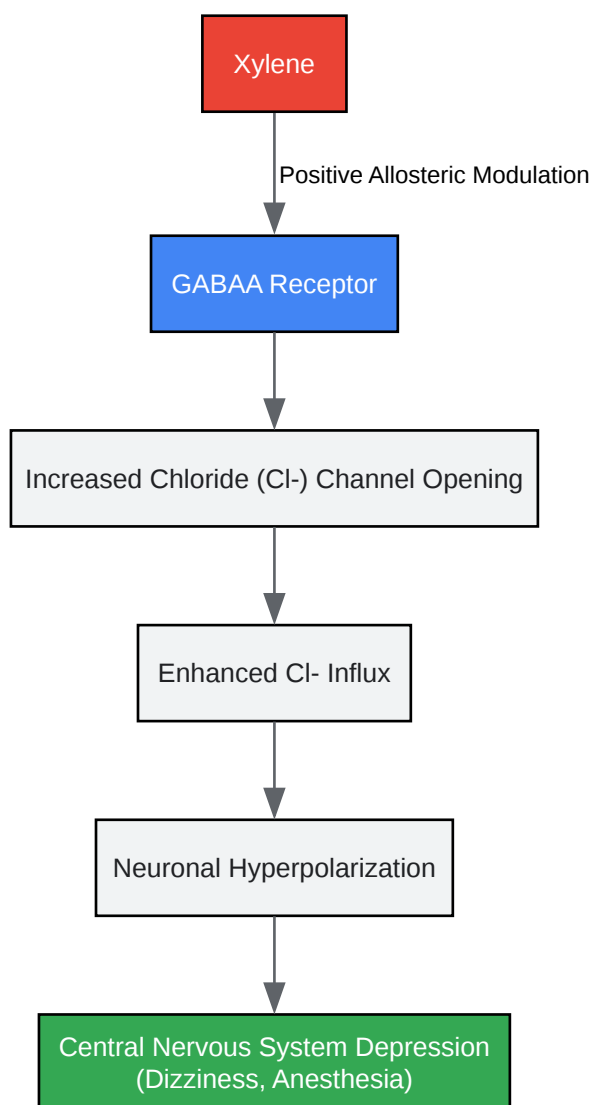 Xylene
Positive Allosteric Modulation
GABAA Receptor
Increased Chloride (Cl-) Channel Opening
Enhanced Cl- Influx
Neuronal Hyperpolarization
Central Nervous System Depression
(Dizziness, Anesthesia)